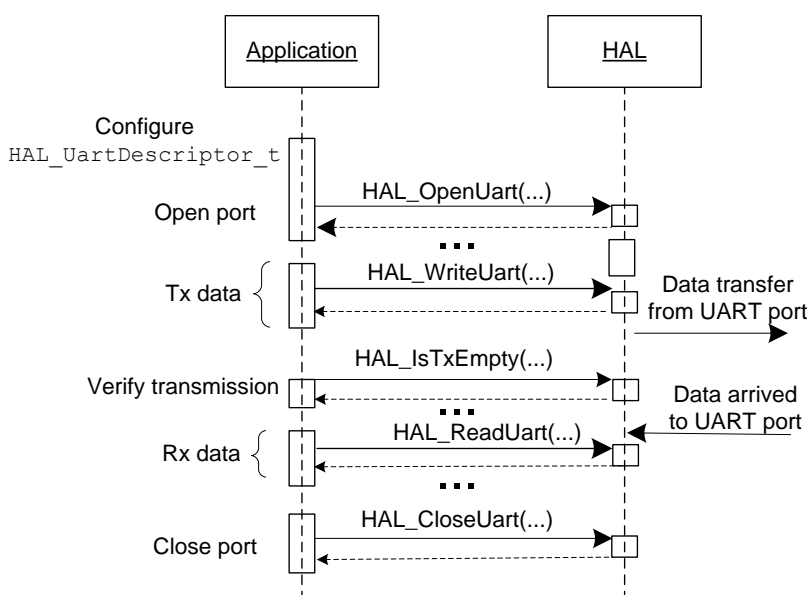 Application
HAL
Configure
HAL_UartDescriptor_t
HAL_OpenUart(...)
Open port
...
HAL_WriteUart(...)
Tx data
Data transfer
from UART port
HAL_IsTxEmpty(...)
Verify transmission
Data arrived
to UART port
...
HAL_ReadUart(...)
Rx data
...
HAL_CloseUart(...)
Close port